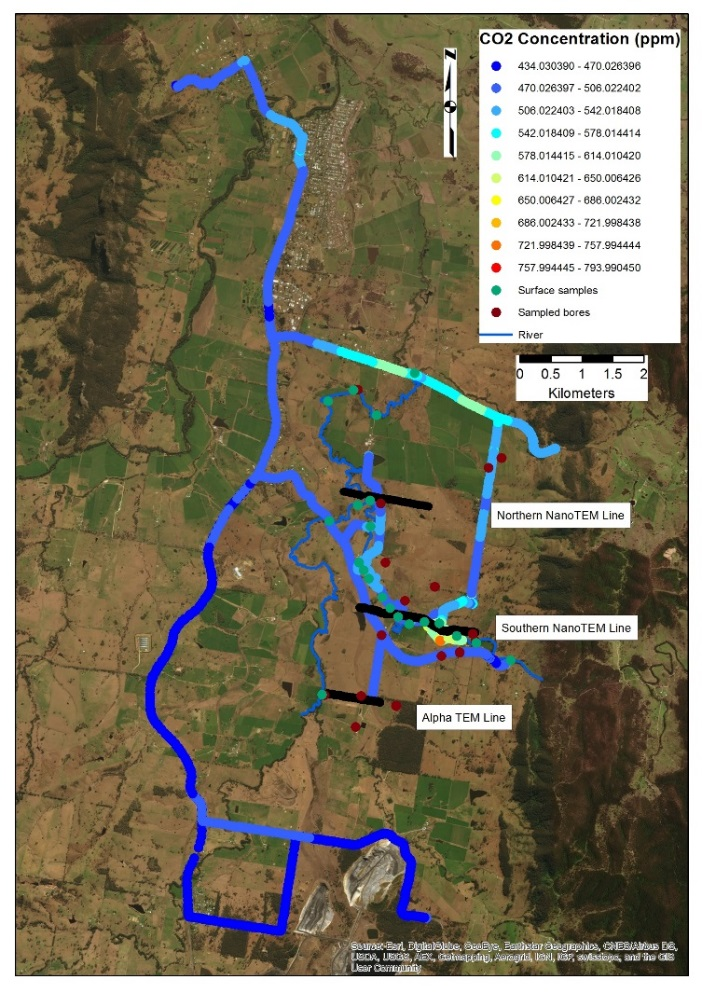 CO2 Concentration (ppm)
434.030390 - 470.026396
470.026397 - 506.022402
506.022403 - 542.018408
542.018409 - 578.014414
578.014415 - 614.010420
614.010421 - 650.006426
650.006427 - 686.002432
686.002433 - 721.998438
721.998439 - 757.994444
757.994445 - 793.990450
Surface samples
Sampled bores
River
N
0 0.5 1 1.5 2
Kilometers
Northern NanoTEM Line
Southern NanoTEM Line
Alpha TEM Line
Source: Esri, DigitalGlobe, GeoEye, Earthstar Geographics, CNES/Airbus DS,
USDA, USGS, AEX, Getmapping, Aerogrid, IGN, IGP, swisstopo, and the GIS
User Community